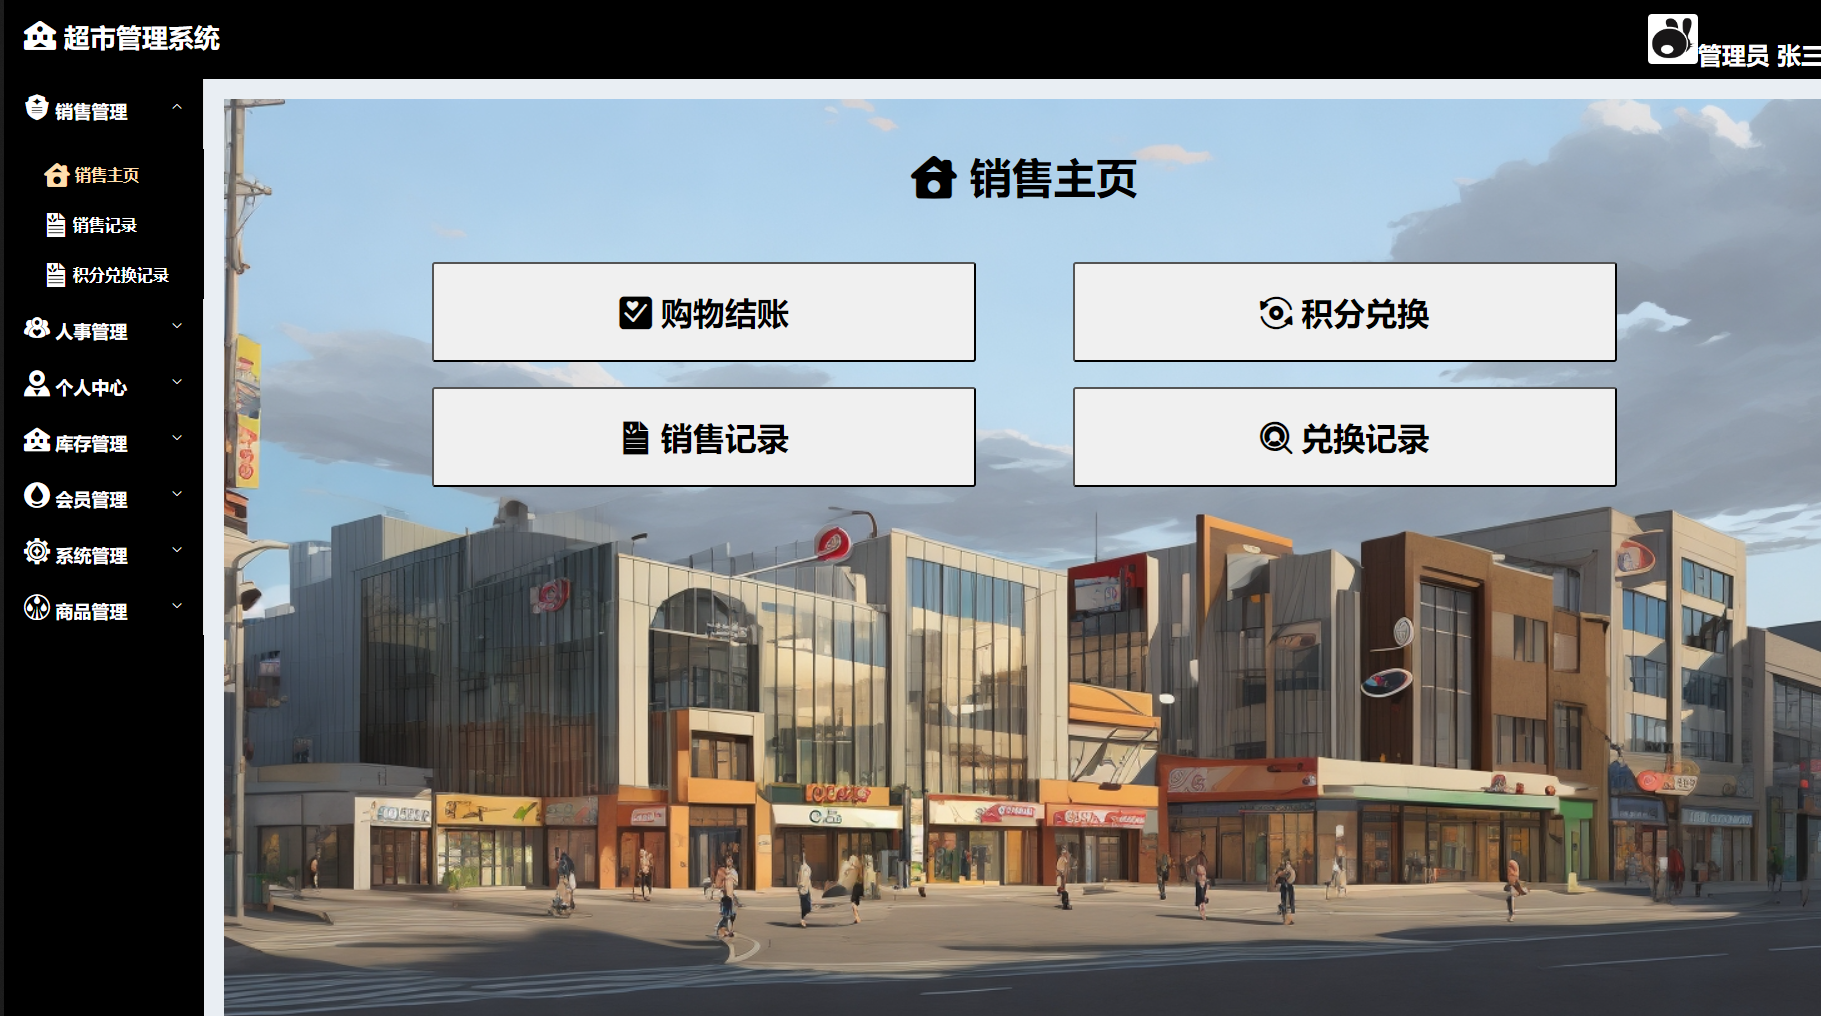 超市管理系统
管理员 张三
销售管理
销售主页
销售记录
积分兑换记录
人事管理
个人中心
库存管理
会员管理
系统管理
商品管理
销售主页
购物结账
积分兑换
销售记录
兑换记录